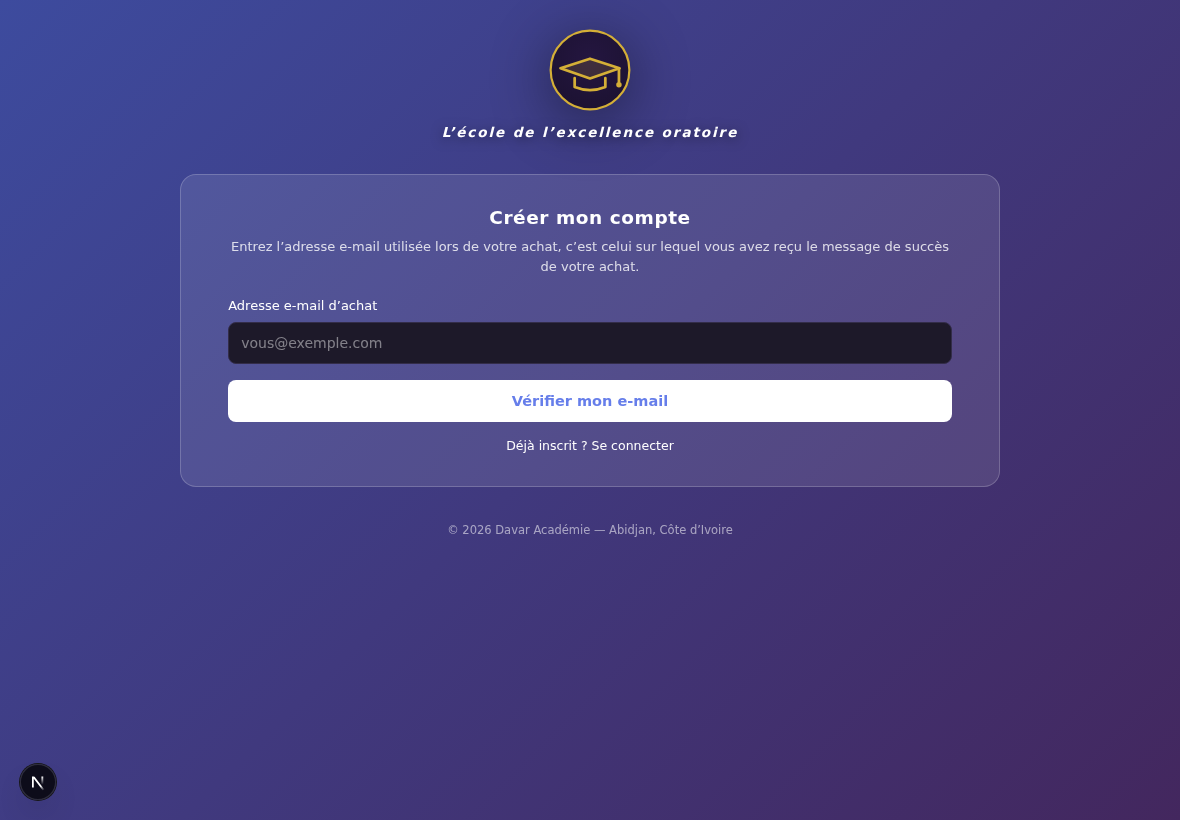 L’école de l’excellence oratoire
Créer mon compte
Entrez l’adresse e-mail utilisée lors de votre achat, c’est celui sur lequel vous avez reçu le message de succès
de votre achat.
Adresse e-mail d’achat
vous@exemple.com
Vérifier mon e-mail
Déjà inscrit ? Se connecter
© 2026 Davar Académie — Abidjan, Côte d’Ivoire
N